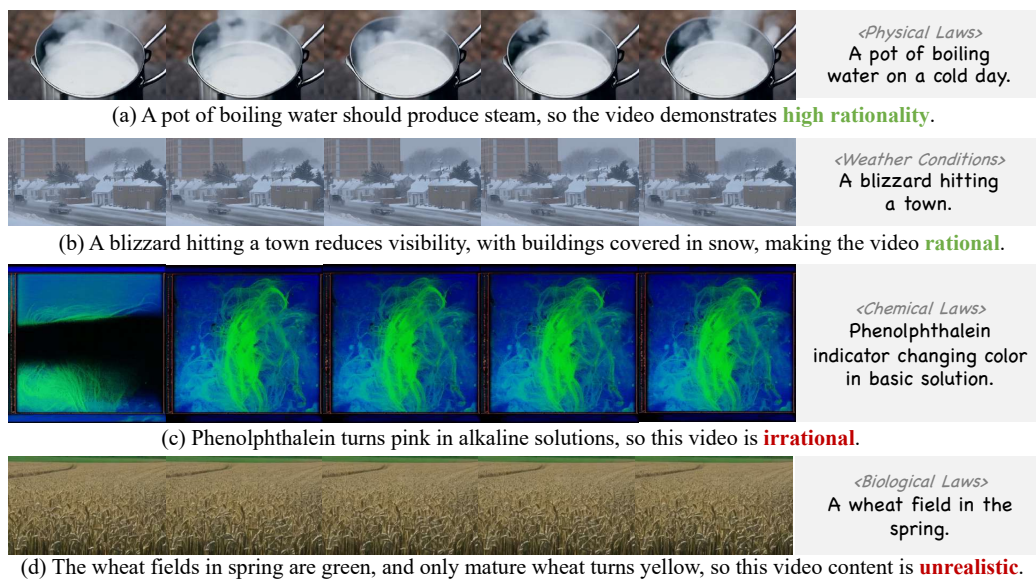 <Physical Laws>
A pot of boiling
water on a cold day.
(a) A pot of boiling water should produce steam, so the video demonstrates high rationality.
<Weather Conditions>
A blizzard hitting
a town.
(b) A blizzard hitting a town reduces visibility, with buildings covered in snow, making the video rational.
<Chemical Laws>
Phenolphthalein
indicator changing color
in basic solution.
(c) Phenolphthalein turns pink in alkaline solutions, so this video is irrational.
<Biological Laws>
A wheat field in the
spring.
(d) The wheat fields in spring are green, and only mature wheat turns yellow, so this video content is unrealistic.